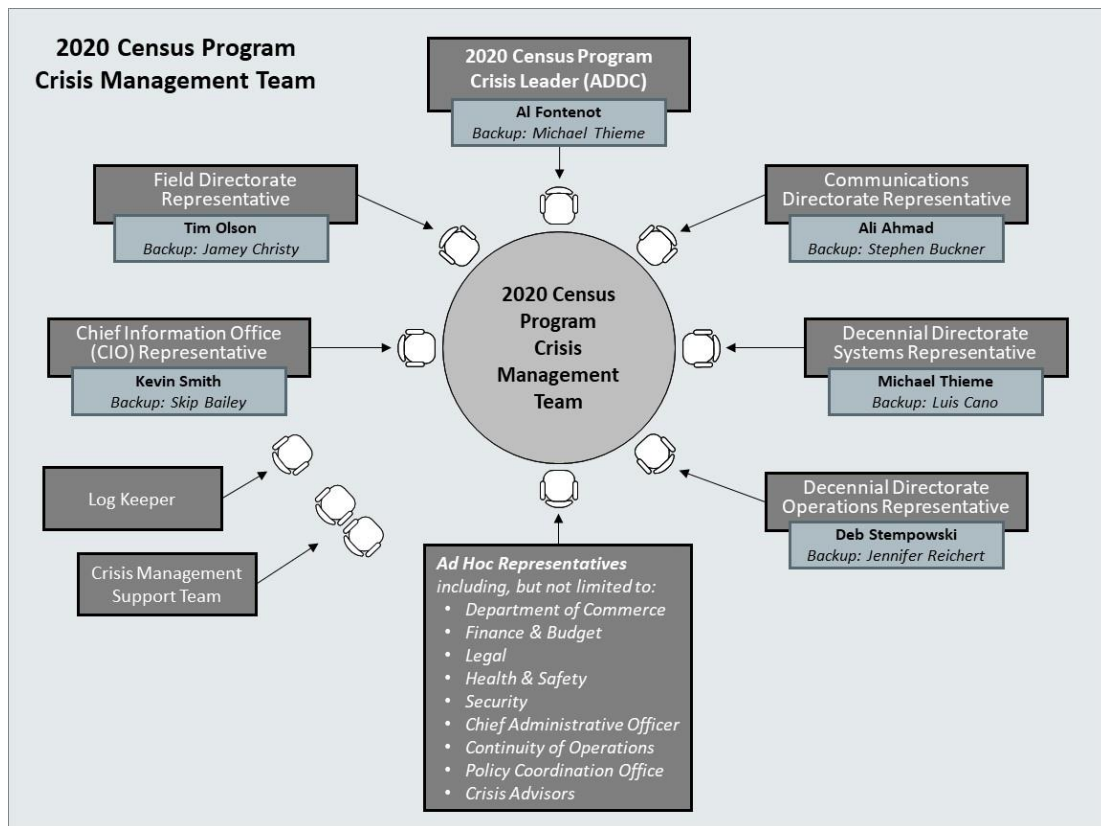 2020 Census Program
Crisis Management Team
2020 Census Program
Crisis Leader (ADDC)
Al Fontenot
Backup: Michael Thieme
Field Directorate
Representative
Tim Olson
Backup: Jamey Christy
Communications
Directorate Representative
Ali Ahmad
Backup: Stephen Buckner
Chief Information Office
(CIO) Representative
Kevin Smith
Backup: Skip Bailey
2020 Census
Program
Crisis
Management
Team
Decennial Directorate
Systems Representative
Michael Thieme
Backup: Luis Cano
Log Keeper
Crisis Management
Support Team
Decennial Directorate
Operations Representative
Deb Stempowski
Backup: Jennifer Reichert
Ad Hoc Representatives
including, but not limited to:
• Department of Commerce
• Finance & Budget
• Legal
• Health & Safety
• Security
• Chief Administrative Officer
• Continuity of Operations
• Policy Coordination Office
• Crisis Advisors